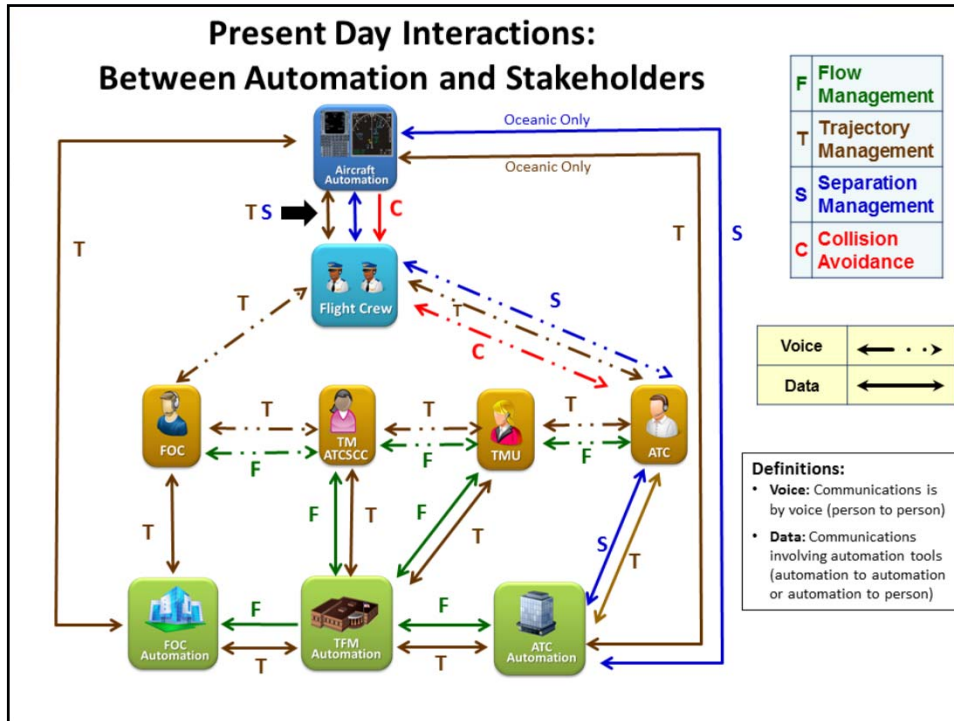 Present Day Interactions:
Between Automation and Stakeholders
F Flow
Management
T Trajectory
Management
S Separation
Management
C Collision
Avoidance
Oceanic Only
Oceanic Only
Aircraft
Automation
T S
C
T
T
S
Flight Crew
T
S
T
C
Voice
Data
FOC
TM
ATCSCC
TMU
ATC
T
T
T
F
F
F
Definitions:
• Voice: Communications is
by voice (person to person)
• Data: Communications
involving automation tools
(automation to automation
or automation to person)
T
F
T
F
T
S
T
FOC
Automation
TFM
Automation
ATC
Automation
F
F
T
T